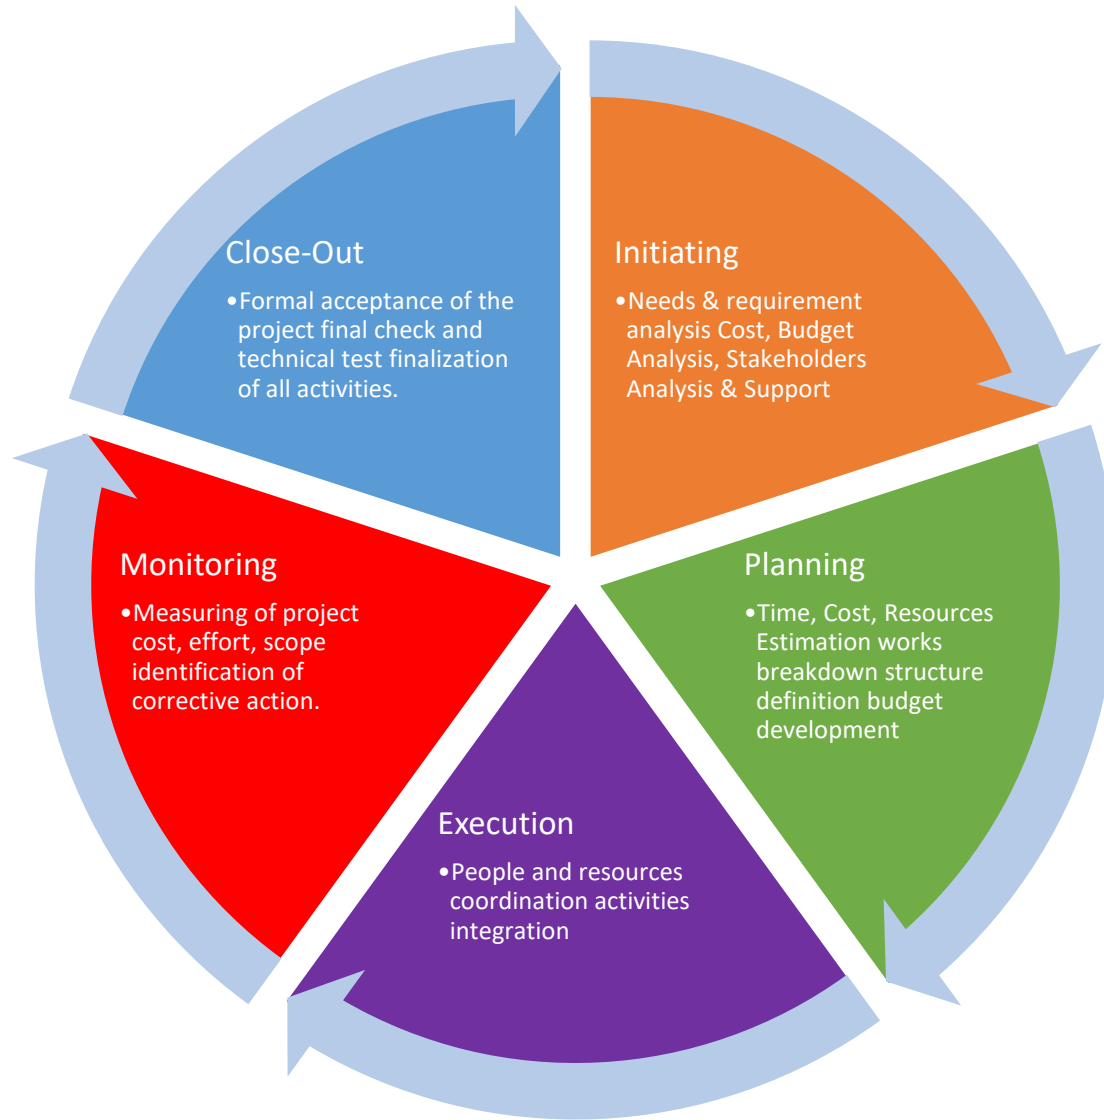 Close-Out
•Formal acceptance of the
project final check and
technical test finalization
of all activities.
Initiating
•Needs & requirement
analysis Cost, Budget
Analysis, Stakeholders
Analysis & Support
Monitoring
•Measuring of project
cost, effort, scope
identification of
corrective action.
Planning
•Time, Cost, Resources
Estimation works
breakdown structure
definition budget
development
Execution
•People and resources
coordination activities
integration